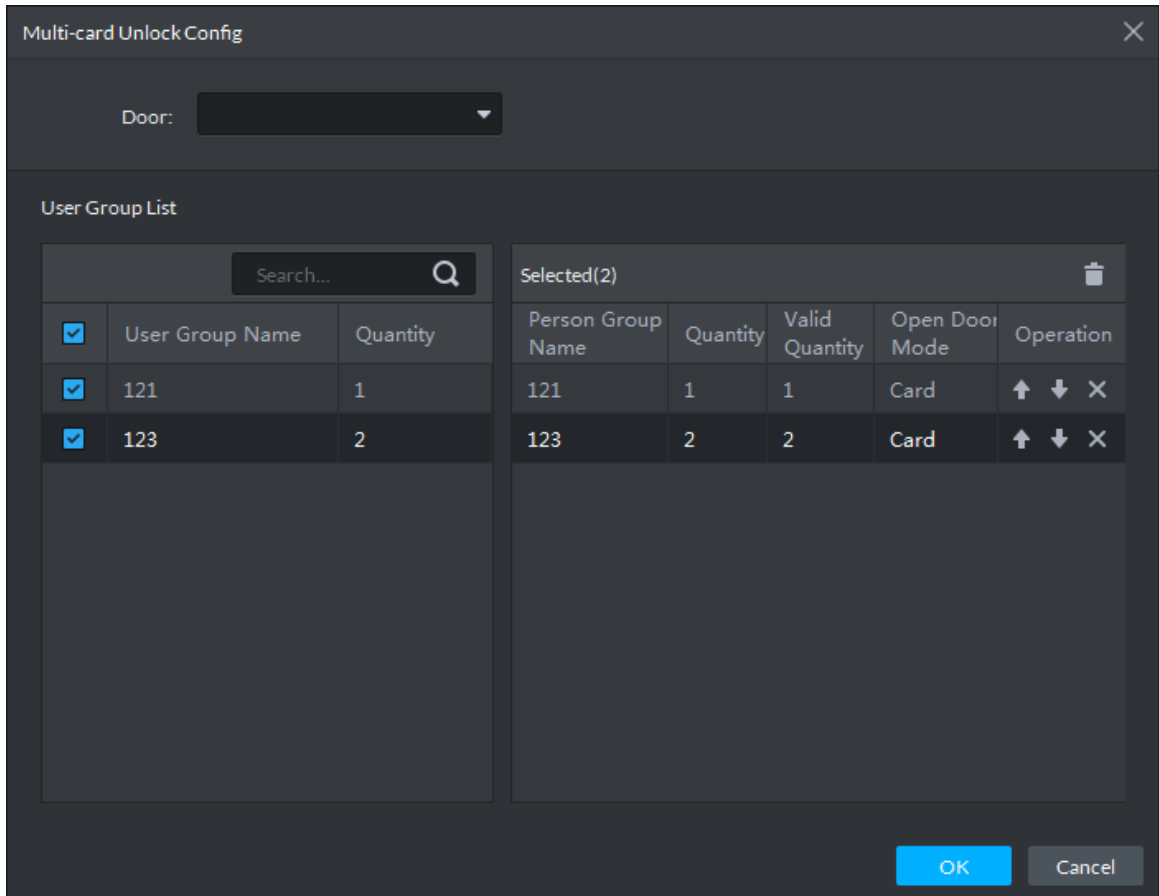 Multi-card Unlock Config
Door:
User Group List
Search...
Selected(2)
User Group Name Quantity
Person Group Name Quantity Valid Quantity Open Door Mode Operation
121 1 121 1 1 Card
123 2 123 2 2 Card
OK Cancel